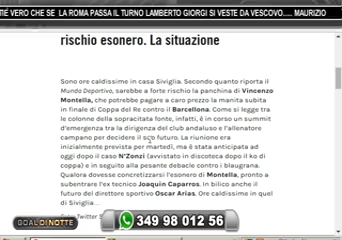 TIÉ VERO CHE SE LA ROMA PASSA IL TURNO LAMBERTO GIORGI SI VESTE DA VESCOVO..... MAURIZIO
rischio esonero. La situazione
Sono ore caldissime in casa Siviglia. Secondo quanto riporta il
Mundo Deportivo, sarebbe a forte rischio la panchina di Vincenzo
Montella, che potrebbe pagare a caro prezzo la manita subita
in finale di Coppa del Re contro il Barcellona. Come si legge tra
le colonne della sopracitata fonte, infatti, è in corso un summit
d'emergenza tra la dirigenza del club andaluso e l'allenatore
campano per decidere il suo futuro. La riunione era
inizialmente prevista per martedì, ma è stata anticipata ad
oggi dopo il caso N'Zonzi (avvistato in discoteca dopo il ko di
coppa) e in seguito alla pesante debacle contro i blaugrana.
Qualora dovesse concretizzarsi l'esonero di Montella, pronto a
subentrare l'ex tecnico Joaquin Caparros. In bilico anche il
futuro del direttore sportivo Oscar Arias. Ore caldissime in quel
di Siviglia...
Twitter S
GOAL DI NOTTE
349 98 012 56